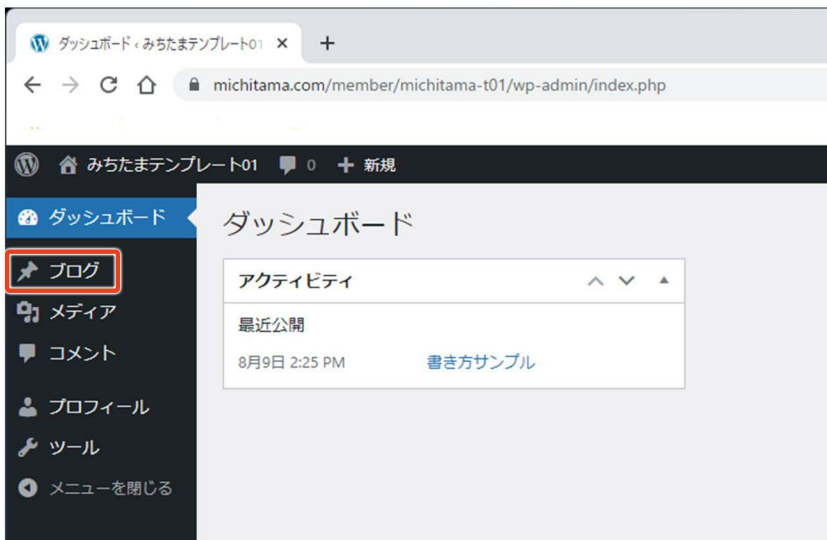 ダッシュボード ‹ みちたまテンプレート01
michitama.com/member/michitama-t01/wp-admin/index.php
みちたまテンプレート01 0 新規
ダッシュボード
ブログ
メディア
コメント
プロフィール
ツール
メニューを閉じる
ダッシュボード
アクティビティ
最近公開
8月9日 2:25 PM 書き方サンプル